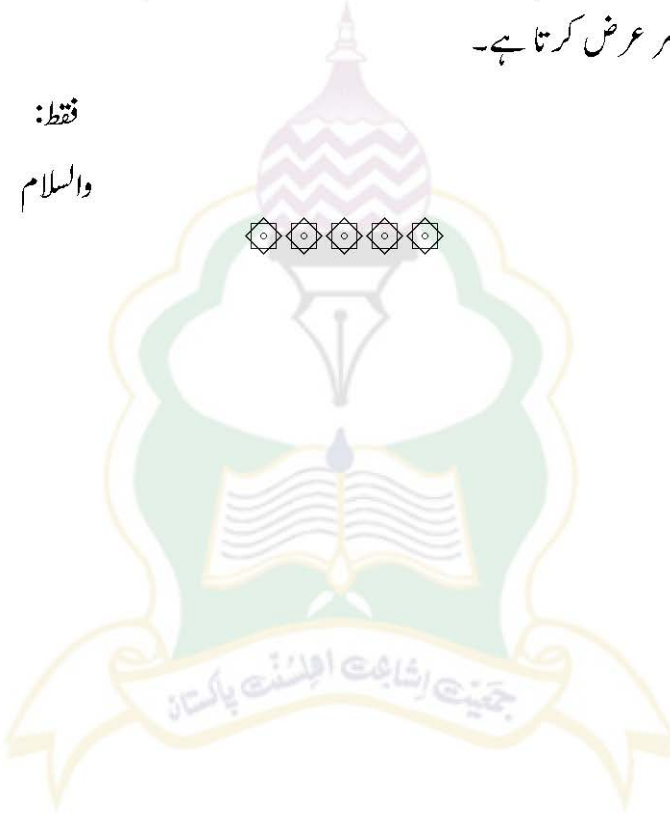 عرض کرتا ہے۔
فقط:
والسلام
جمعیت اشاعت اہلسنت پاکستان